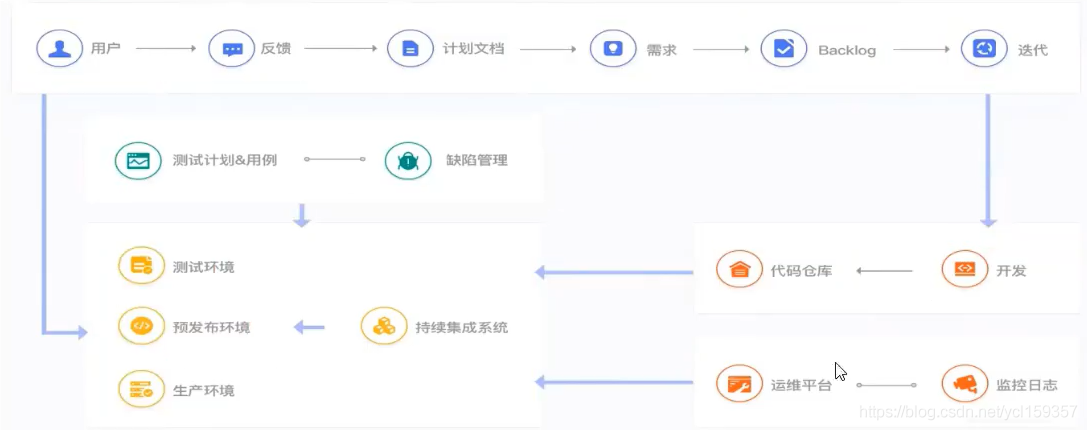 用户 反馈 计划文档 需求 Backlog 迭代
测试计划&用例 缺陷管理
测试环境
代码仓库 开发
预发布环境 持续集成系统
生产环境
运维平台 监控日志
https://blog.csdn.net/ycl159357